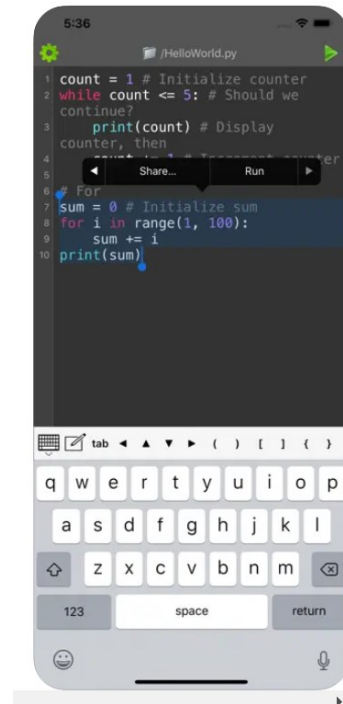 5:36
/HelloWorld.py
1 count = 1 # Initialize counter
2 while count <= 5: # Should we
continue?
3 print(count) # Display
counter, then
4
Share... Run
5
6 # For
7 sum = 0 # Initialize sum
8 for i in range(1, 100):
9 sum += i
10 print(sum)
tab ( ) [ ] { }
q w e r t y u i o p
a s d f g h j k l
z x c v b n m
123 space return